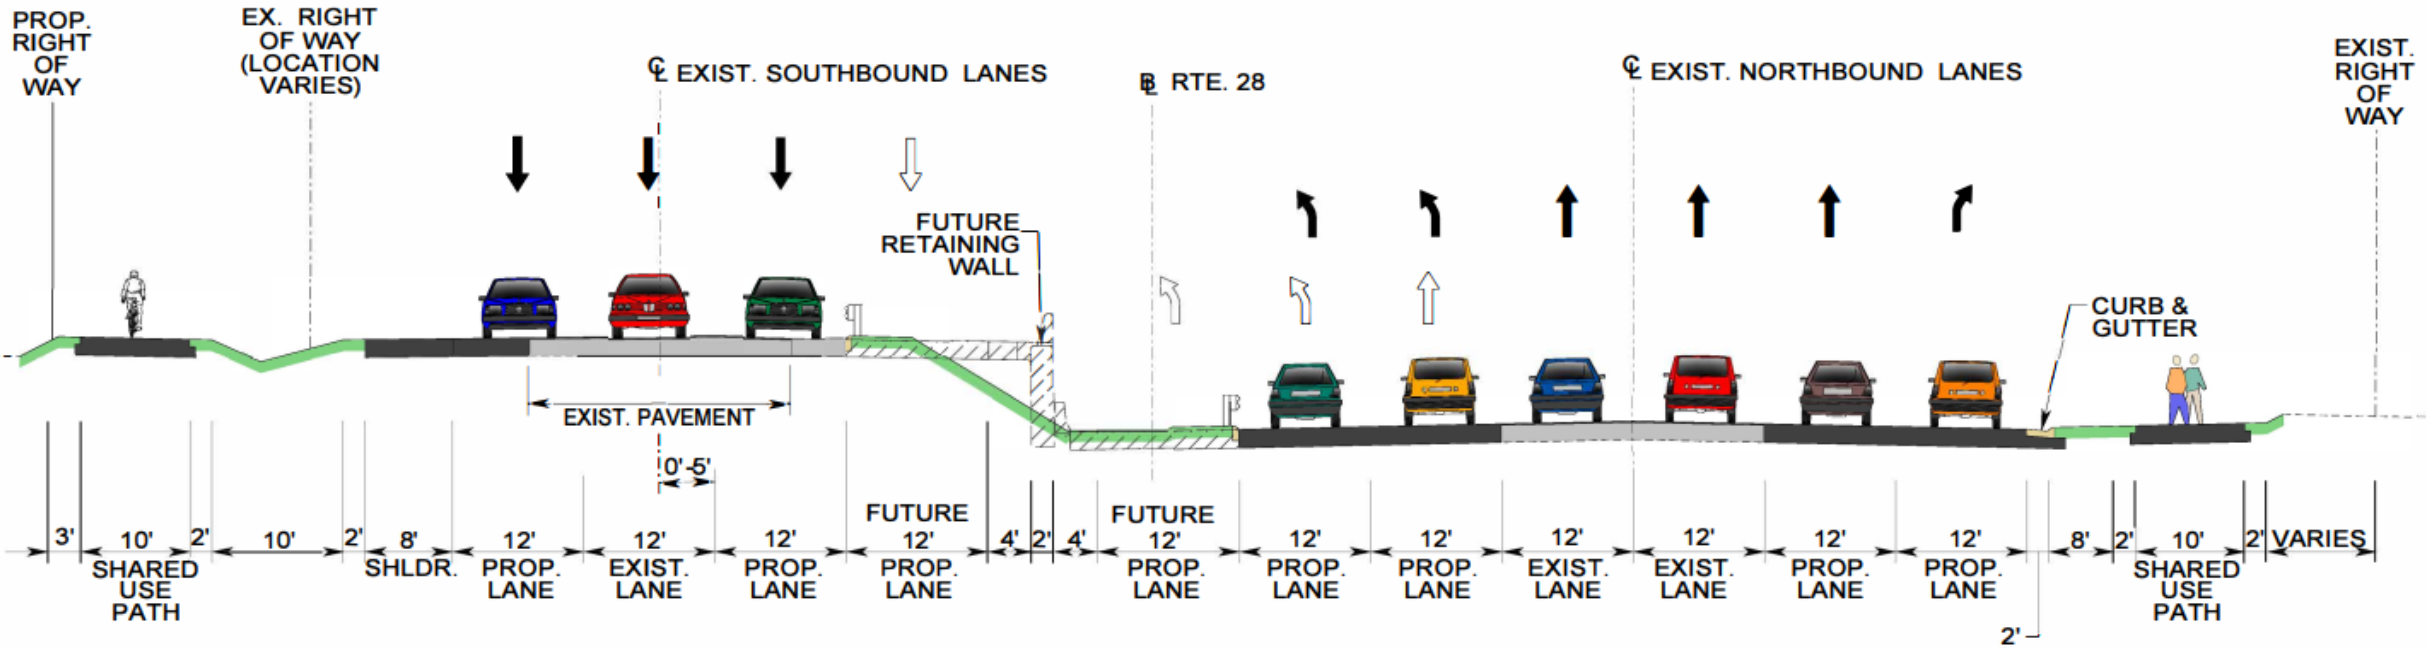 PROP.
RIGHT
OF
WAY
EX. RIGHT
OF WAY
(LOCATION
VARIES)
℄ EXIST. SOUTHBOUND LANES
RTE. 28
℄ EXIST. NORTHBOUND LANES
EXIST.
RIGHT
OF
WAY
FUTURE
RETAINING
WALL
CURB &
GUTTER
EXIST. PAVEMENT
0'-5'
3'
10'
SHARED
USE
PATH
2'
10'
2'
8'
SHLDR.
12'
PROP.
LANE
12'
EXIST.
LANE
12'
PROP.
LANE
FUTURE
12'
PROP.
LANE
4'
2'
4'
FUTURE
12'
PROP.
LANE
12'
PROP.
LANE
12'
PROP.
LANE
12'
EXIST.
LANE
12'
EXIST.
LANE
12'
PROP.
LANE
12'
PROP.
LANE
2'
8'
2'
10'
SHARED
USE
PATH
2'
VARIES